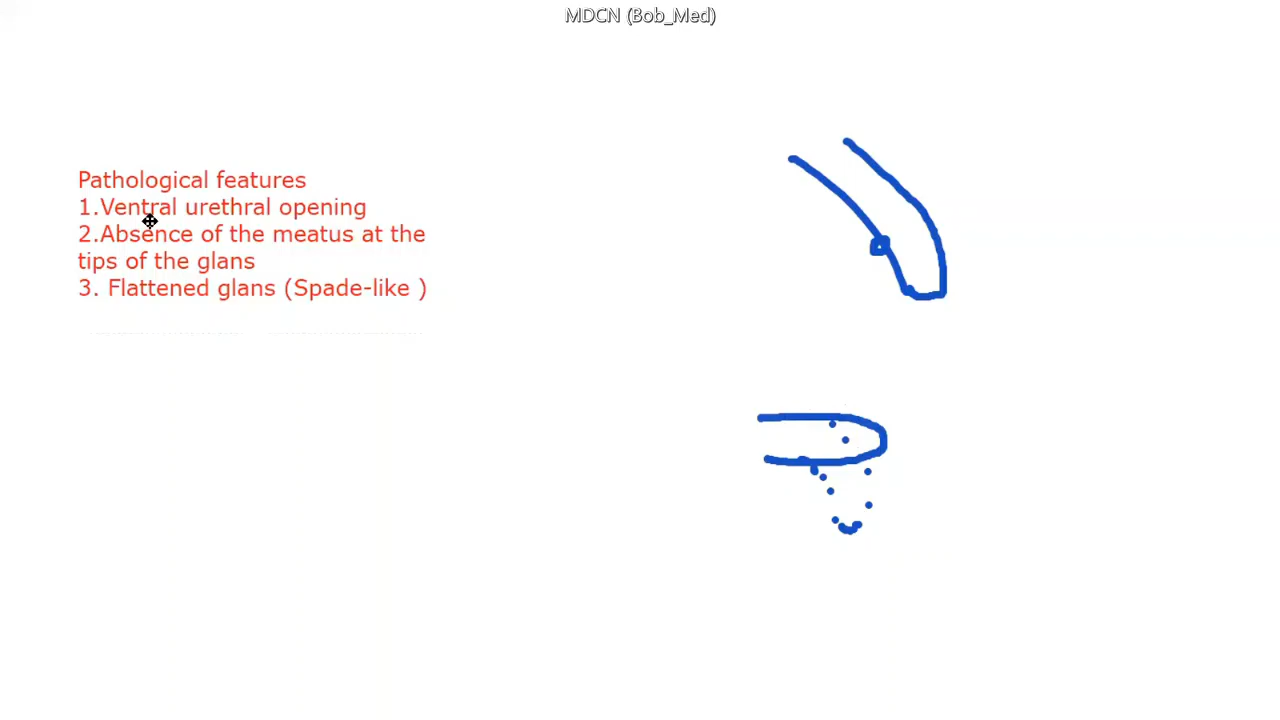 MDCN (Bob_Med)
Pathological features
1.Ventral urethral opening
2.Absence of the meatus at the
tips of the glans
3. Flattened glans (Spade-like )